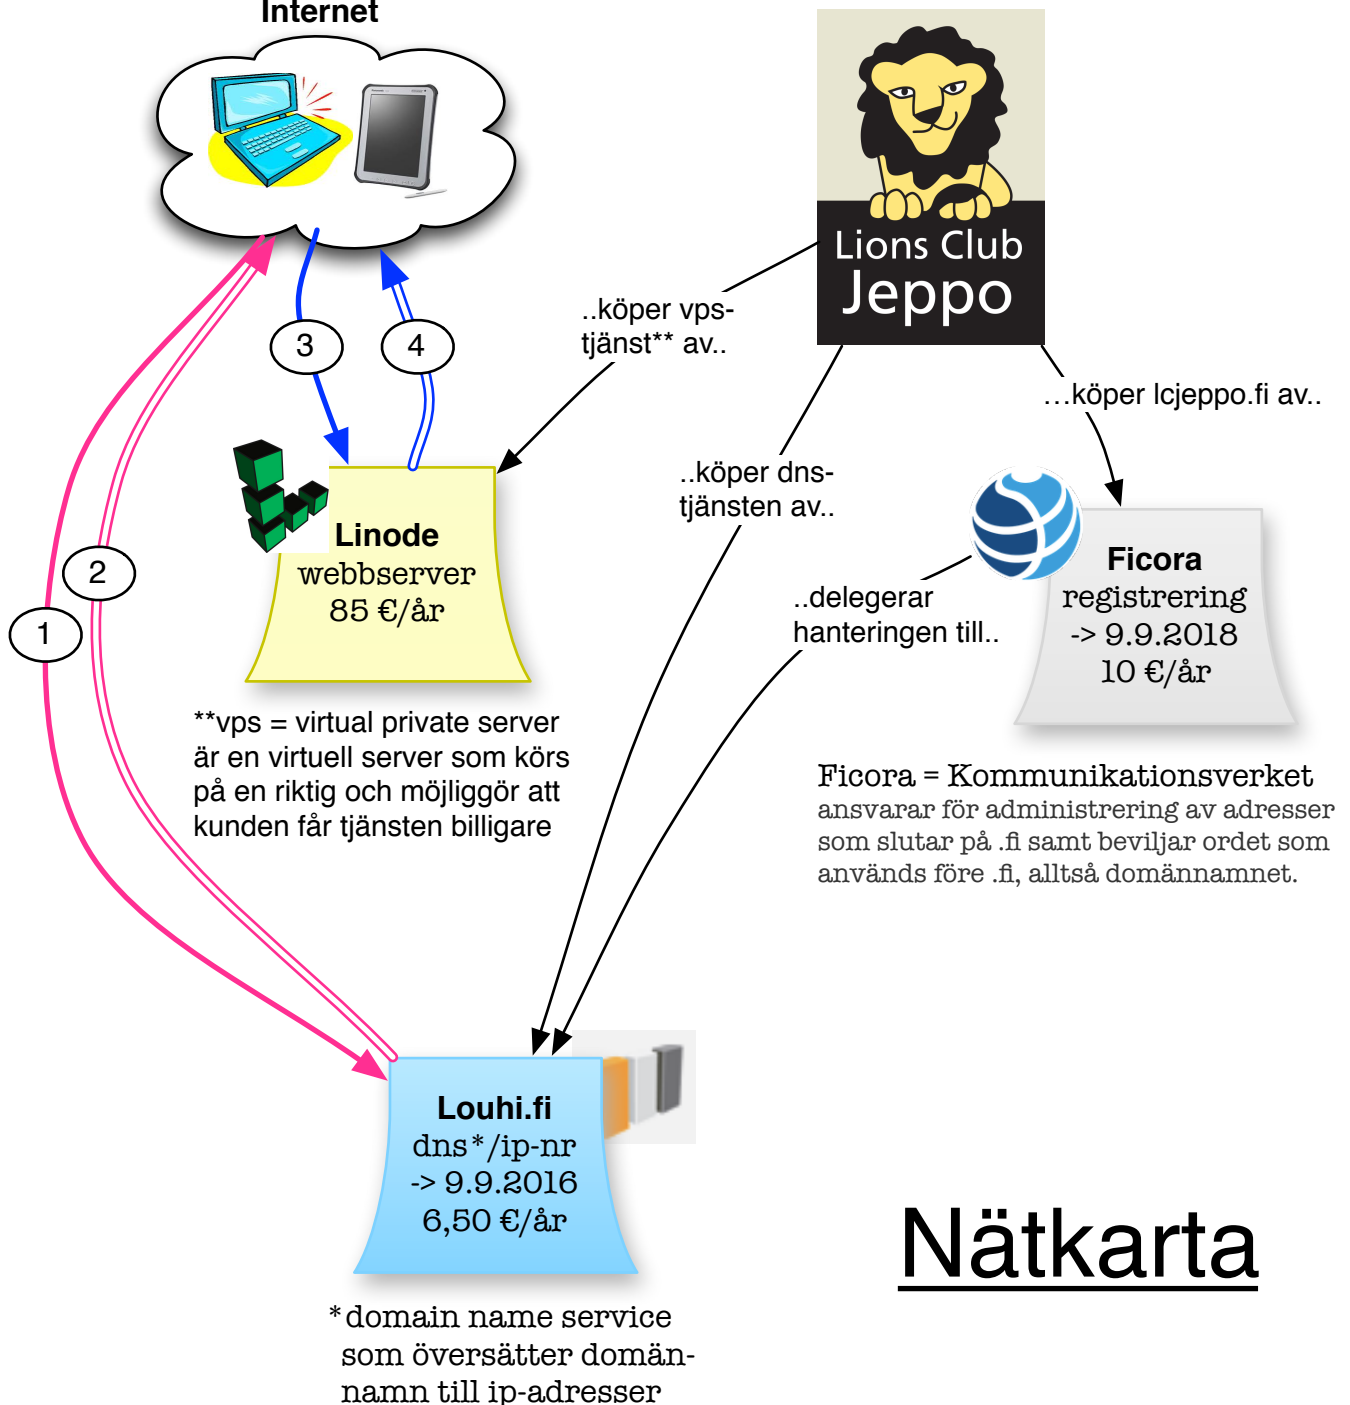 Internet
Lions Club
Jeppo
..köper vps-
tjänst** av..
3
4
…köper lcjeppo.fi av..
..köper dns-
tjänsten av..
Linode
webbserver
85 €/år
Ficora
registrering
-> 9.9.2018
10 €/år
2
1
..delegerar
hanteringen till..
**vps = virtual private server
är en virtuell server som körs
på en riktig och möjliggör att
kunden får tjänsten billigare
Ficora = Kommunikationsverket
ansvarar för administrering av adresser
som slutar på .fi samt beviljar ordet som
används före .fi, alltså domännamnet.
Louhi.fi
dns*/ip-nr
-> 9.9.2016
6,50 €/år
Nätkarta
*domain name service
som översätter domän-
namn till ip-adresser